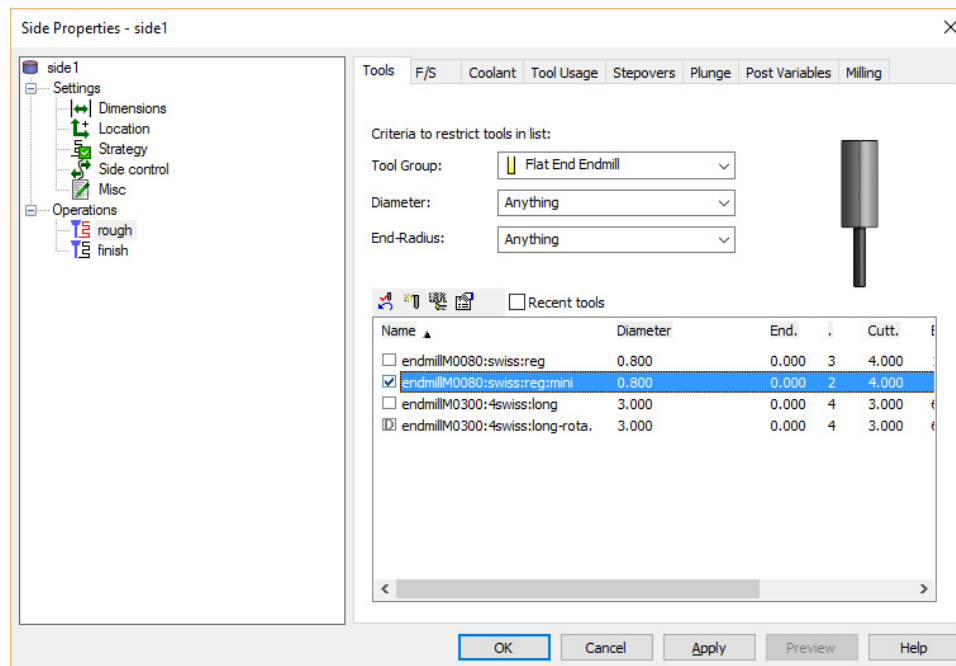 Side Properties - side1
side1
Settings
Dimensions
Location
Strategy
Side control
Misc
Operations
rough
finish
Tools F/S Coolant Tool Usage Stepovers Plunge Post Variables Milling
Criteria to restrict tools in list:
Tool Group: Flat End Endmill
Diameter: Anything
End-Radius: Anything
Recent tools
Name Diameter End. . Cutt.
endmillM0080:swiss:reg 0.800 0.000 3 4.000
endmillM0080:swiss:reg:mini 0.800 0.000 2 4.000
endmillM0300:4swiss:long 3.000 0.000 4 3.000
D endmillM0300:4swiss:long-rota. 3.000 0.000 4 3.000
OK Cancel Apply Preview Help